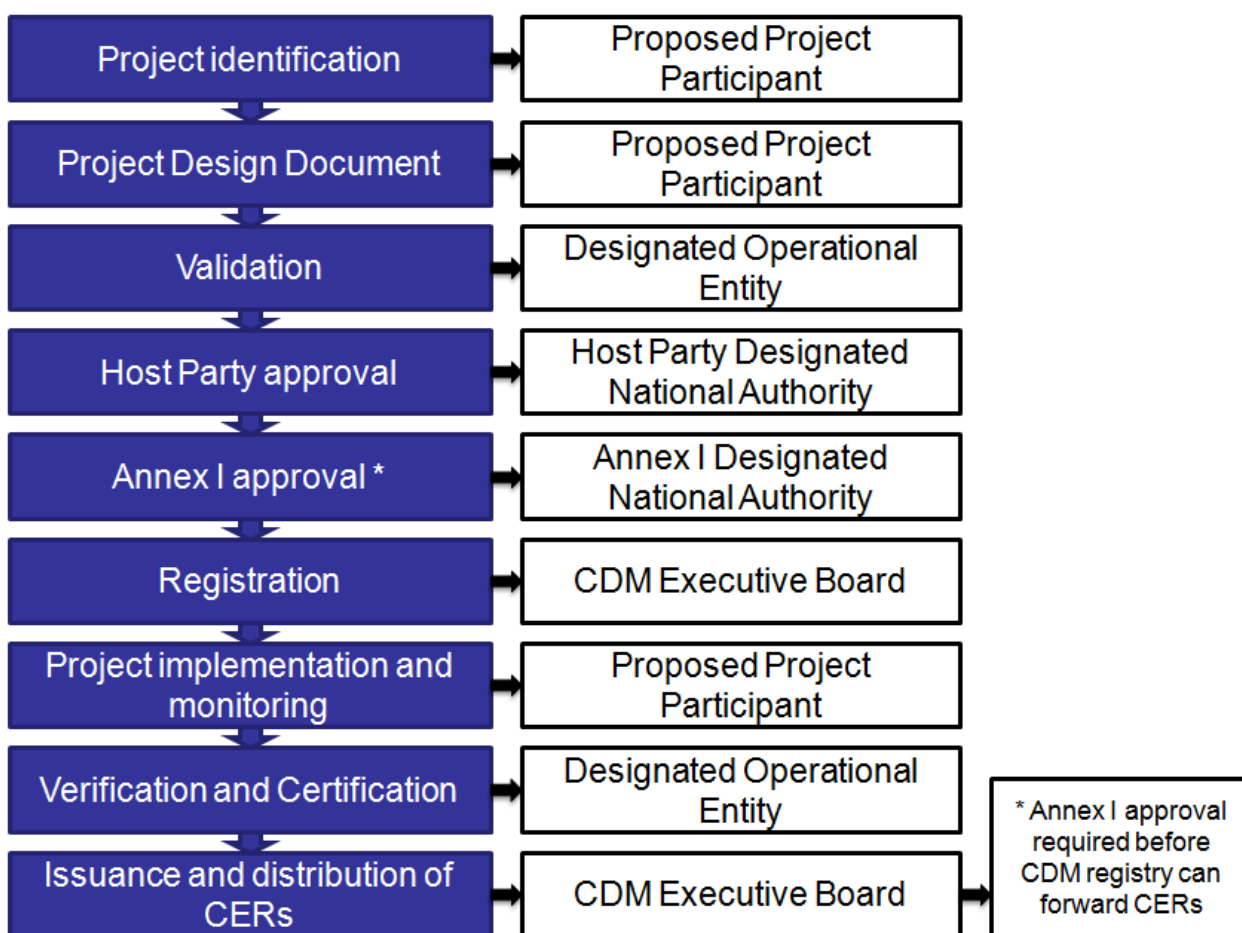 Project identification
Proposed Project
Participant
Project Design Document
Proposed Project
Participant
Validation
Designated Operational
Entity
Host Party approval
Host Party Designated
National Authority
Annex I approval *
Annex I Designated
National Authority
Registration
CDM Executive Board
Project implementation and
monitoring
Proposed Project
Participant
Verification and Certification
Designated Operational
Entity
Issuance and distribution of
CERs
CDM Executive Board
* Annex I approval
required before
CDM registry can
forward CERs